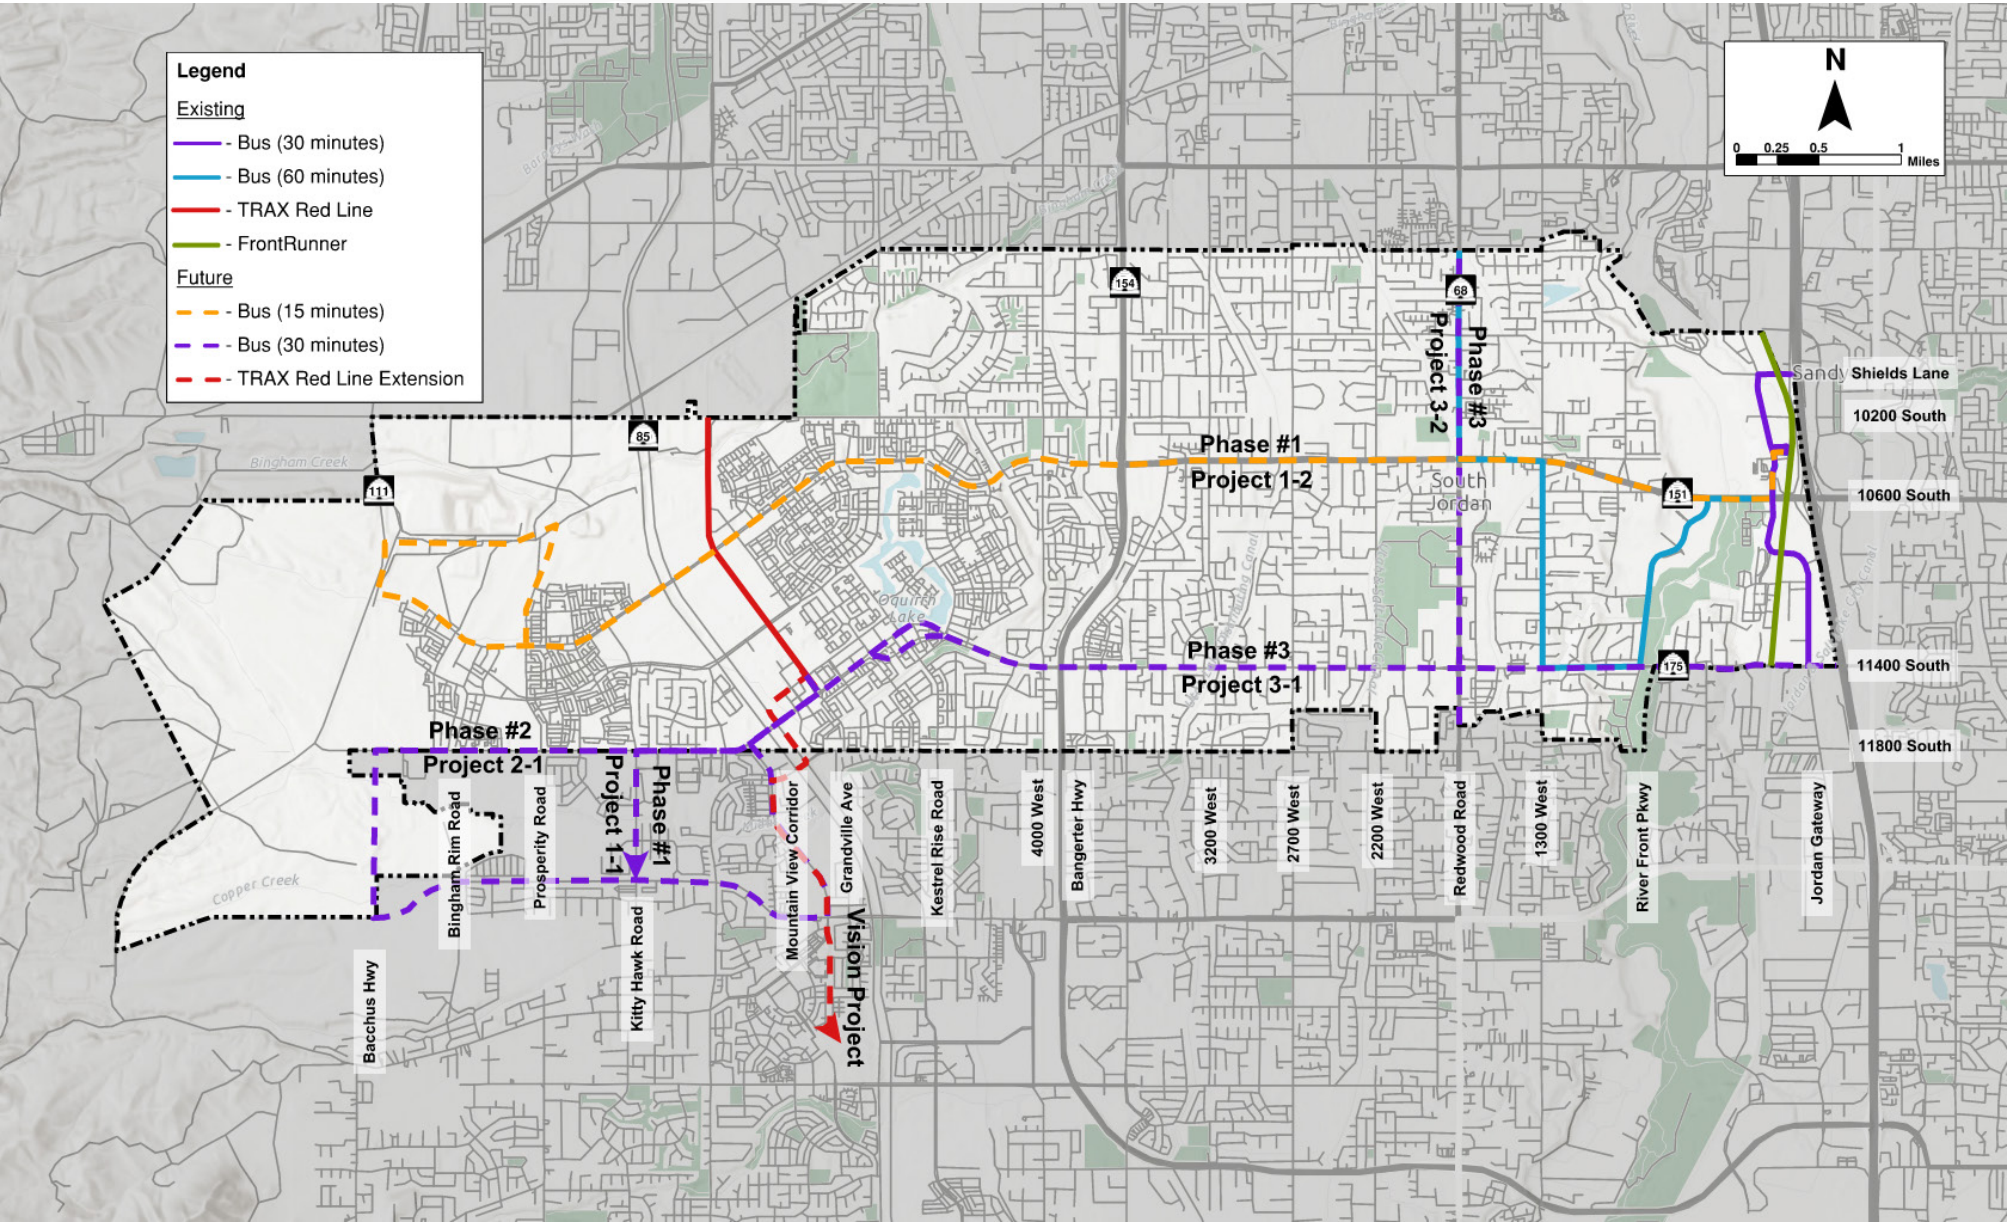 Legend
Existing
- Bus (30 minutes)
- Bus (60 minutes)
- TRAX Red Line
- FrontRunner
Future
- Bus (15 minutes)
- Bus (30 minutes)
- TRAX Red Line Extension
N
0 0.25 0.5 1
Miles
154
68
Project 3-2
Phase #3
Sandy
Shields Lane
10200 South
85
Bingham Creek
111
Phase #1
Project 1-2
South
Jordan
151
10600 South
Oquirrh
Lake
Phase #3
Project 3-1
175
11400 South
Phase #2
Project 2-1
11800 South
Project 1-1
Phase #1
Copper Creek
Bacchus Hwy
Bingham Rim Road
Prosperity Road
Kitty Hawk Road
Mountain View Corridor
Grandville Ave
Vision Project
Kestrel Rise Road
4000 West
Bangerter Hwy
3200 West
2700 West
2200 West
Redwood Road
1300 West
River Front Pkwy
Jordan Gateway